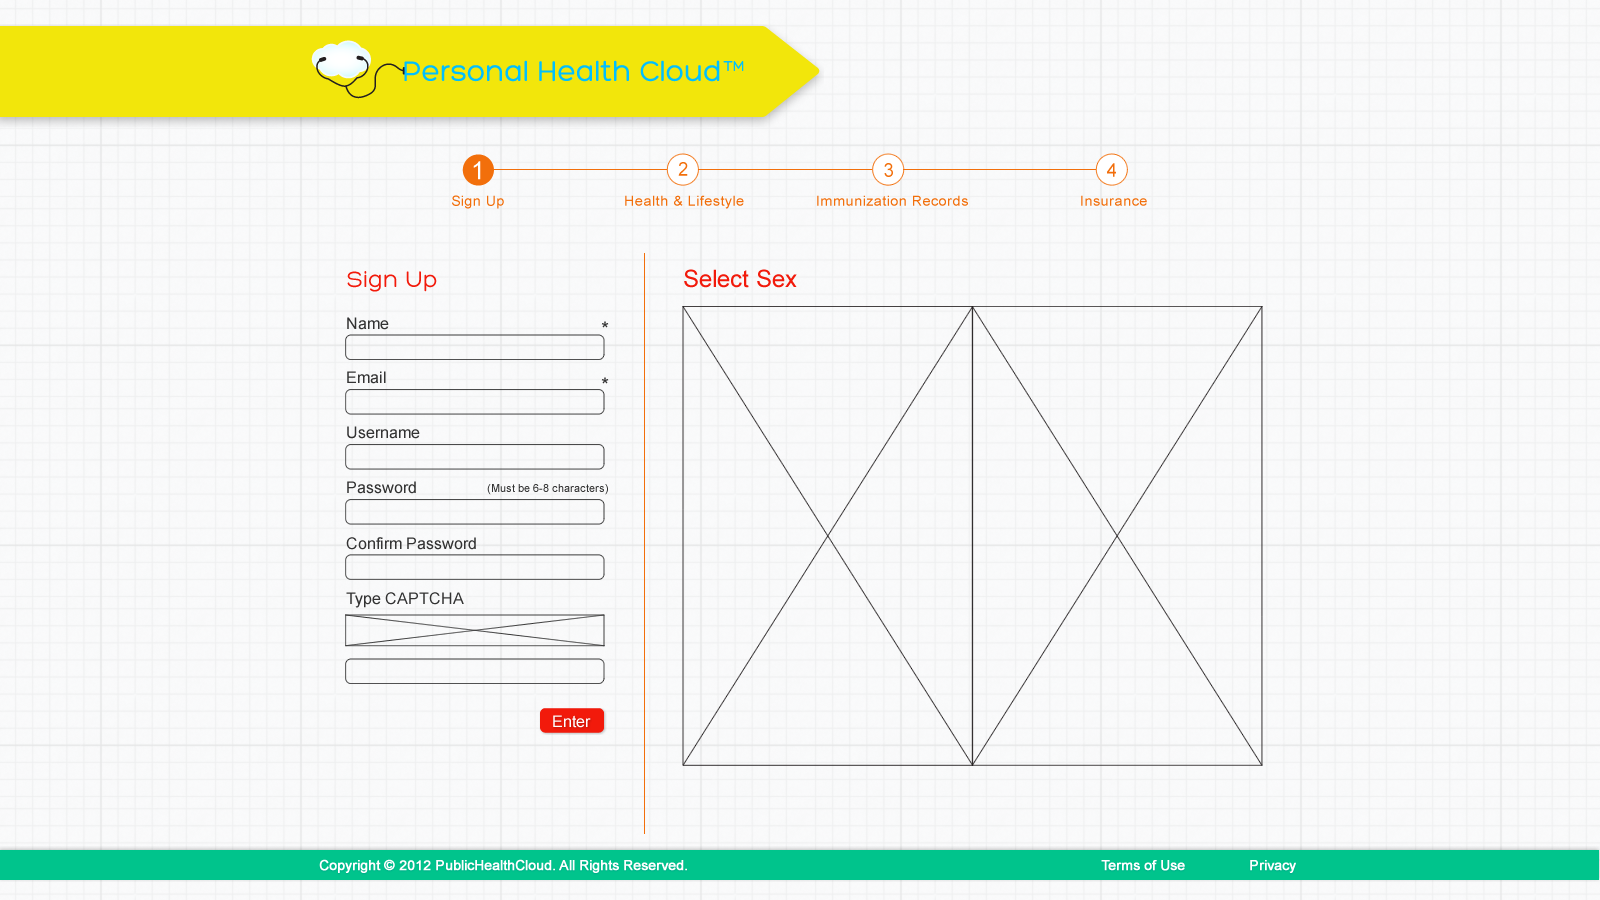 Personal Health Cloud™
1
2
3
4
Sign Up
Health & Lifestyle
Immunization Records
Insurance
Sign Up
Name *
Email *
Username
Password (Must be 6-8 characters)
Confirm Password
Type CAPTCHA
Enter
Select Sex
Copyright © 2012 PublicHealthCloud. All Rights Reserved.
Terms of Use
Privacy